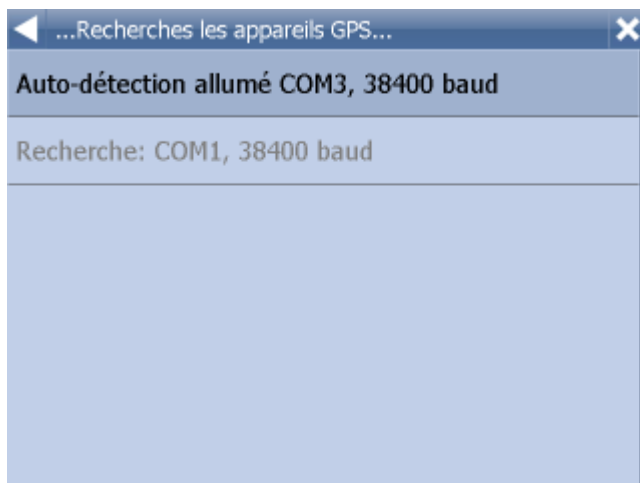 ...Recherches les appareils GPS...
Auto-détection allumé COM3, 38400 baud
Recherche: COM1, 38400 baud